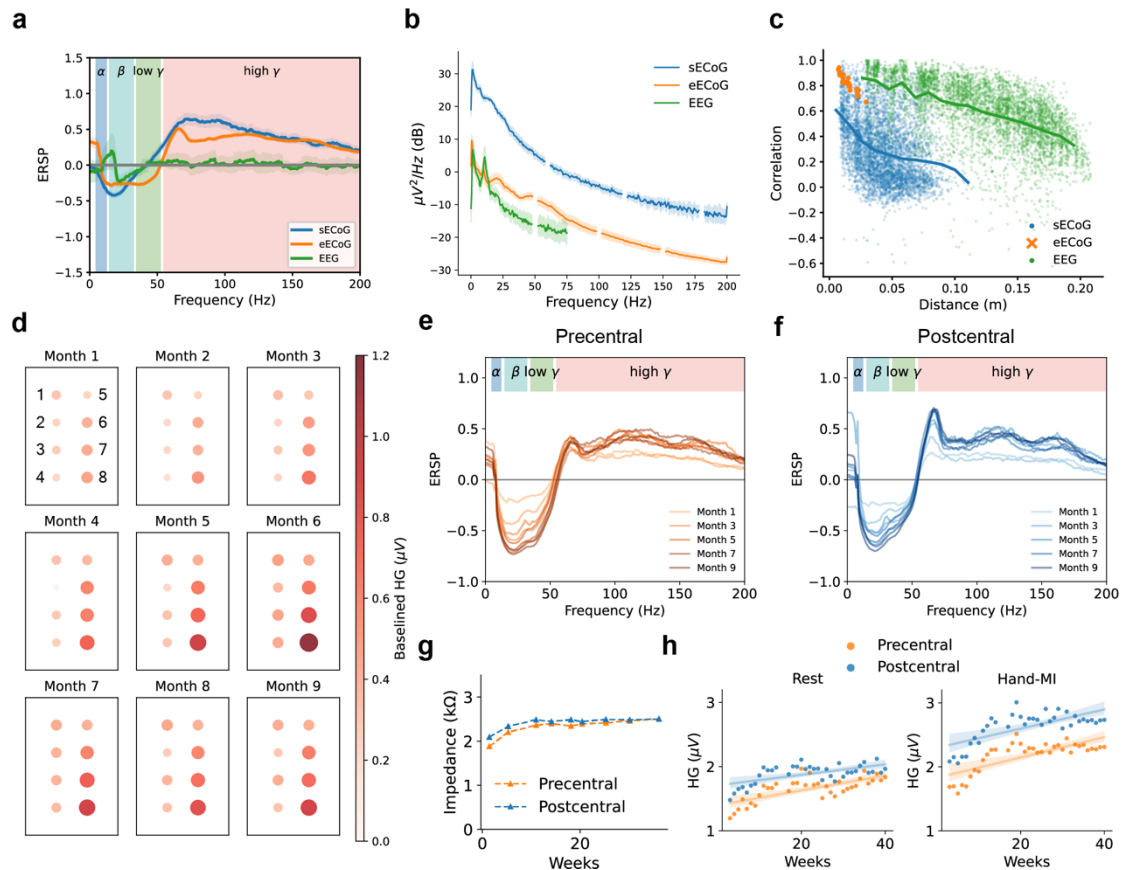 a
1.5
1.0
0.5
0.0
−0.5
−1.0
−1.5
ERSP
α
β
low γ
high γ
sECoG
eECoG
EEG
0 50 100 150 200
Frequency (Hz)
b
30
20
10
0
−10
−20
−30
μV²/Hz (dB)
sECoG
eECoG
EEG
0 25 50 75 100 125 150 175 200
Frequency (Hz)
c
1.0
0.8
0.6
0.4
0.2
0.0
−0.2
−0.4
−0.6
Correlation
sECoG
eECoG
EEG
0.00 0.05 0.10 0.15 0.20
Distance (m)
d
Month 1 Month 2 Month 3
1 5
2 6
3 7
4 8
Month 4 Month 5 Month 6
Month 7 Month 8 Month 9
1.2
1.0
0.8
0.6
0.4
0.2
0.0
Baselined HG (μV)
e
Precentral
1.0
0.5
0.0
−0.5
−1.0
ERSP
α
β
low γ
high γ
Month 1
Month 3
Month 5
Month 7
Month 9
0 50 100 150 200
Frequency (Hz)
f
Postcentral
1.0
0.5
0.0
−0.5
−1.0
ERSP
α
β
low γ
high γ
Month 1
Month 3
Month 5
Month 7
Month 9
0 50 100 150 200
Frequency (Hz)
g
3
2
1
0
Impedance (kΩ)
Precentral
Postcentral
0 20
Weeks
h
Precentral
Postcentral
Rest
3
2
1
HG (μV)
0 20 40
Weeks
Hand-MI
3
2
1
HG (μV)
0 20 40
Weeks